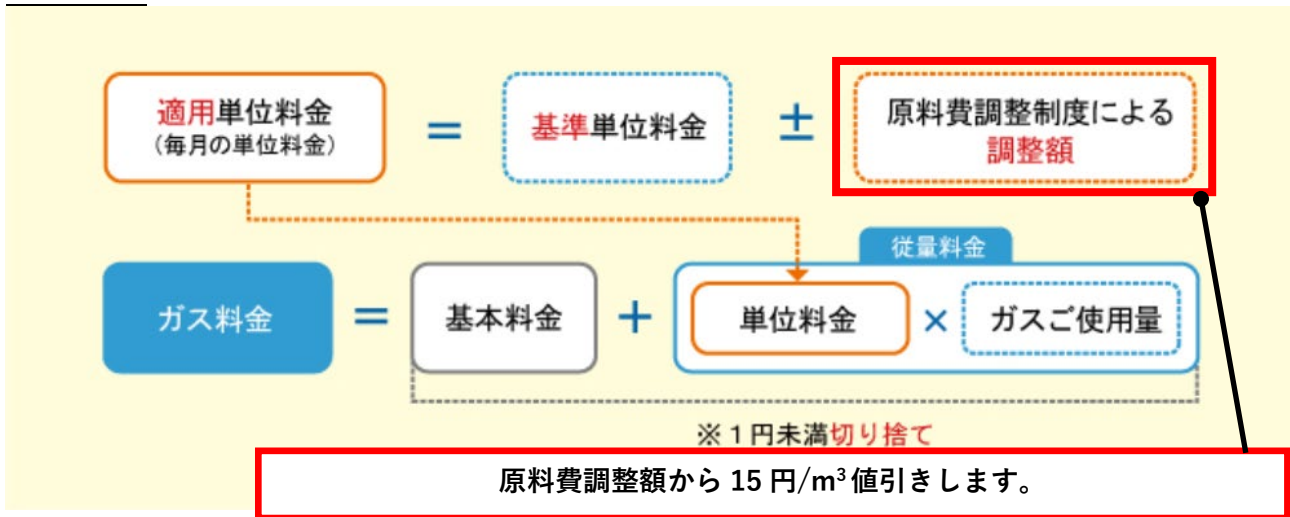 適用単位料金
(毎月の単位料金)
=
基準単位料金
±
原料費調整制度による
調整額
従量料金
ガス料金
=
基本料金
+
単位料金
×
ガスご使用量
※1円未満切り捨て
原料費調整額から 15 円/m³値引きします。